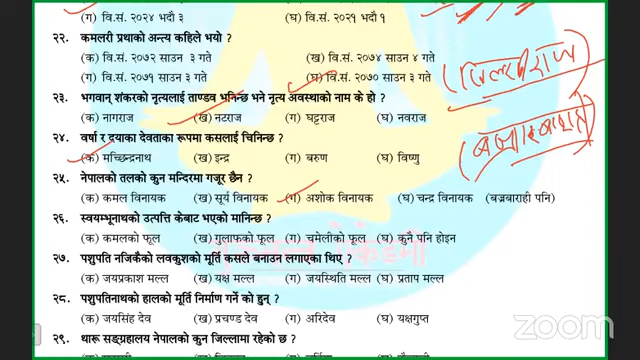 (ग) वि.सं. २०२४ भदौ ३ (घ) वि.सं. २०२१ भदौ १
२२. कमलरी प्रथाको अन्त्य कहिले भयो ?
(क) वि.सं. २०७२ साउन ३ गते (ख) वि.सं. २०७४ साउन ४ गते
(ग) वि.सं. २०७१ साउन ३ गते (घ) वि.सं. २०७० साउन ३ गते
२३. भगवान् शंकरको नृत्यलाई ताण्डव भनिन्छ भने नृत्य अवस्थाको नाम के हो ?
(क) नागराज (ख) नटराज (ग) घट्टराज (घ) नवराज
२४. वर्षा र दयाका देवताका रूपमा कसलाई चिनिन्छ ?
(क) मच्छिन्द्रनाथ (ख) इन्द्र (ग) बरुण (घ) विष्णु
२५. नेपालको तलको कुन मन्दिरमा गजूर छैन ?
(क) कमल विनायक (ख) सूर्य विनायक (ग) अशोक विनायक (घ) चन्द्र विनायक (बज्रबाराही पनि)
२६. स्वयम्भूनाथको उत्पत्ति केबाट भएको मानिन्छ ?
(क) कमलको फूल (ख) गुलाफको फूल (ग) चमेलीको फूल (घ) कुनै पनि होइन
२७. पशुपति नजिकैको लवकुशको मूर्ति कसले बनाउन लगाएका थिए ?
(क) जयप्रकाश मल्ल (ख) यक्ष मल्ल (ग) जयस्थिति मल्ल (घ) प्रताप मल्ल
२८. पशुपतिनाथको हालको मूर्ति निर्माण गर्ने को हुन् ?
(क) जयसिंह देव (ख) प्रचण्ड देव (ग) अरिदेव (घ) यक्षगुप्त
२९. थारू सङ्ग्रहालय नेपालको कुन जिल्लामा रहेको छ ?
zoom